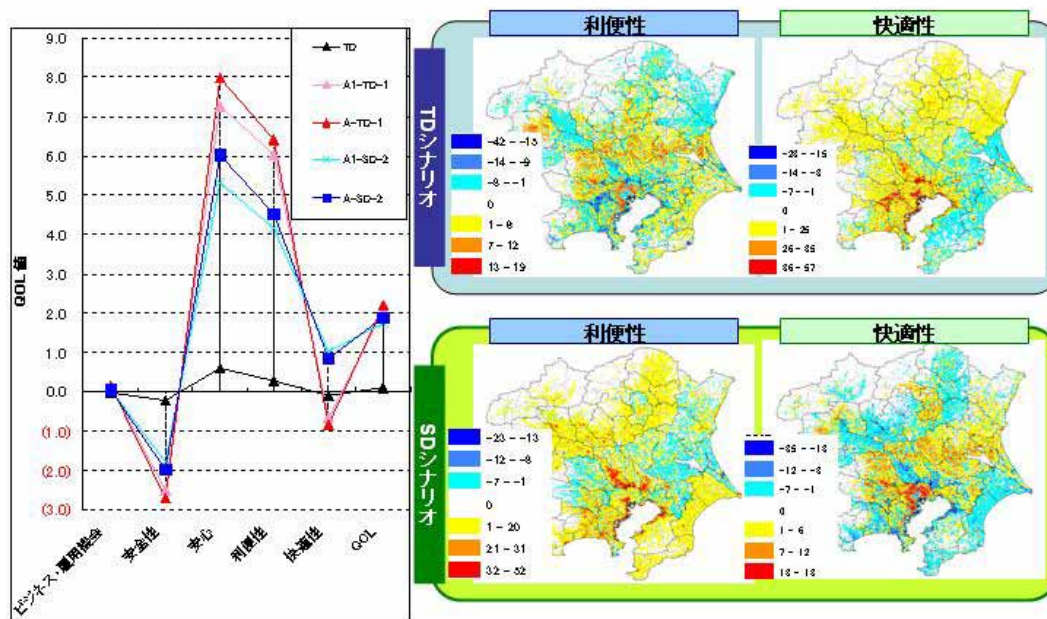 9.0
8.0
7.0
6.0
5.0
4.0
3.0
2.0
1.0
0.0
(1.0)
(2.0)
(3.0)
QOL 値
TD
A1-TD-1
A-TD-1
A1-SD-2
A-SD-2
ビジネス・雇用機会
安全性
安心
利便性
快適性
QOL
TDシナリオ
利便性
-42 - -15
-14 - -9
-8 - -1
0
1 - 6
7 - 12
13 - 19
快適性
-28 - -15
-14 - -8
-7 - -1
0
1 - 25
26 - 35
36 - 57
SDシナリオ
利便性
-23 - -13
-12 - -8
-7 - -1
0
1 - 20
21 - 31
32 - 52
快適性
-35 - -13
-12 - -8
-7 - -1
0
1 - 6
7 - 12
13 - 18